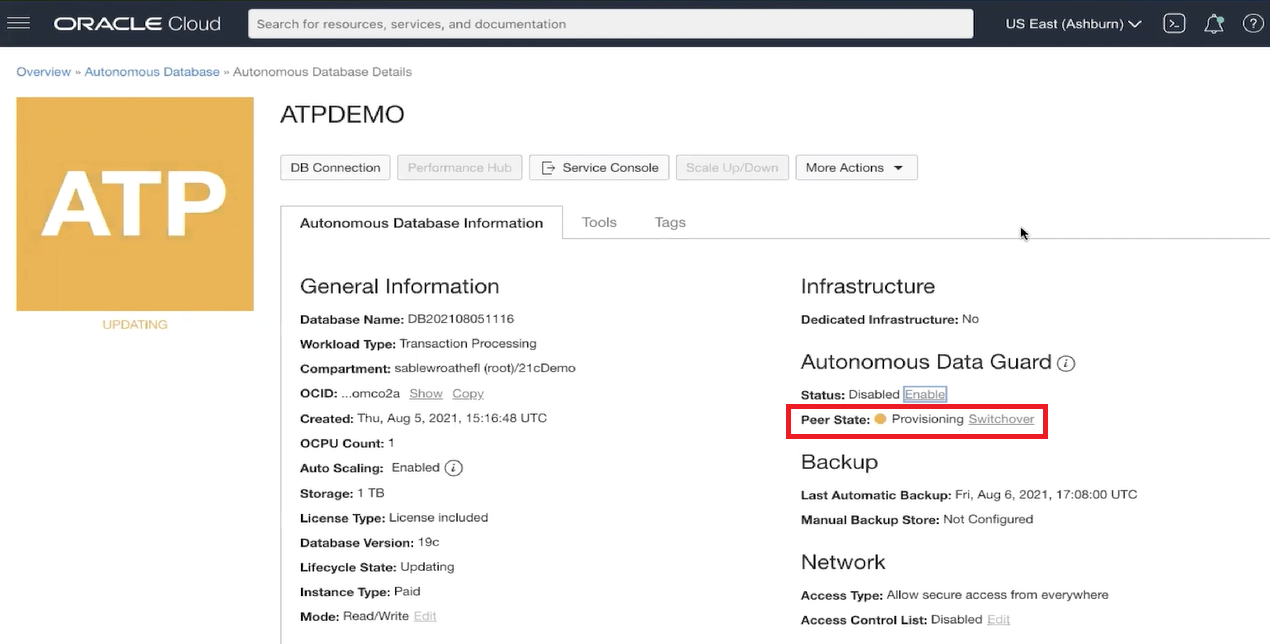 ORACLE Cloud
Search for resources, services, and documentation
US East (Ashburn)
Overview » Autonomous Database » Autonomous Database Details
ATP
UPDATING
ATPDEMO
DB Connection
Performance Hub
Service Console
Scale Up/Down
More Actions
Autonomous Database Information
Tools
Tags
General Information
Database Name: DB202108051116
Workload Type: Transaction Processing
Compartment: sablewroathefl (root)/21cDemo
OCID: ...omco2a Show Copy
Created: Thu, Aug 5, 2021, 15:16:48 UTC
OCPU Count: 1
Auto Scaling: Enabled i
Storage: 1 TB
License Type: License included
Database Version: 19c
Lifecycle State: Updating
Instance Type: Paid
Mode: Read/Write Edit
Infrastructure
Dedicated Infrastructure: No
Autonomous Data Guard i
Status: Disabled Enable
Peer State: Provisioning Switchover
Backup
Last Automatic Backup: Fri, Aug 6, 2021, 17:08:00 UTC
Manual Backup Store: Not Configured
Network
Access Type: Allow secure access from everywhere
Access Control List: Disabled Edit